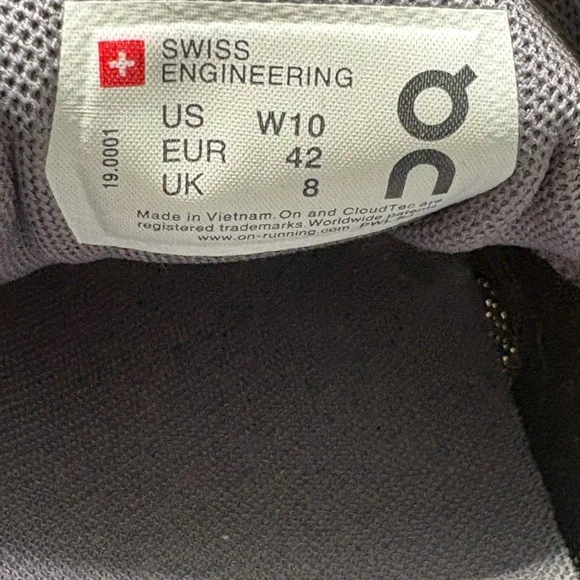 SWISS
ENGINEERING
US W10
EUR 42
UK 8
19.0001
Made in Vietnam. On and CloudTec are
registered trademarks. Worldwide patents
www.on-running.com